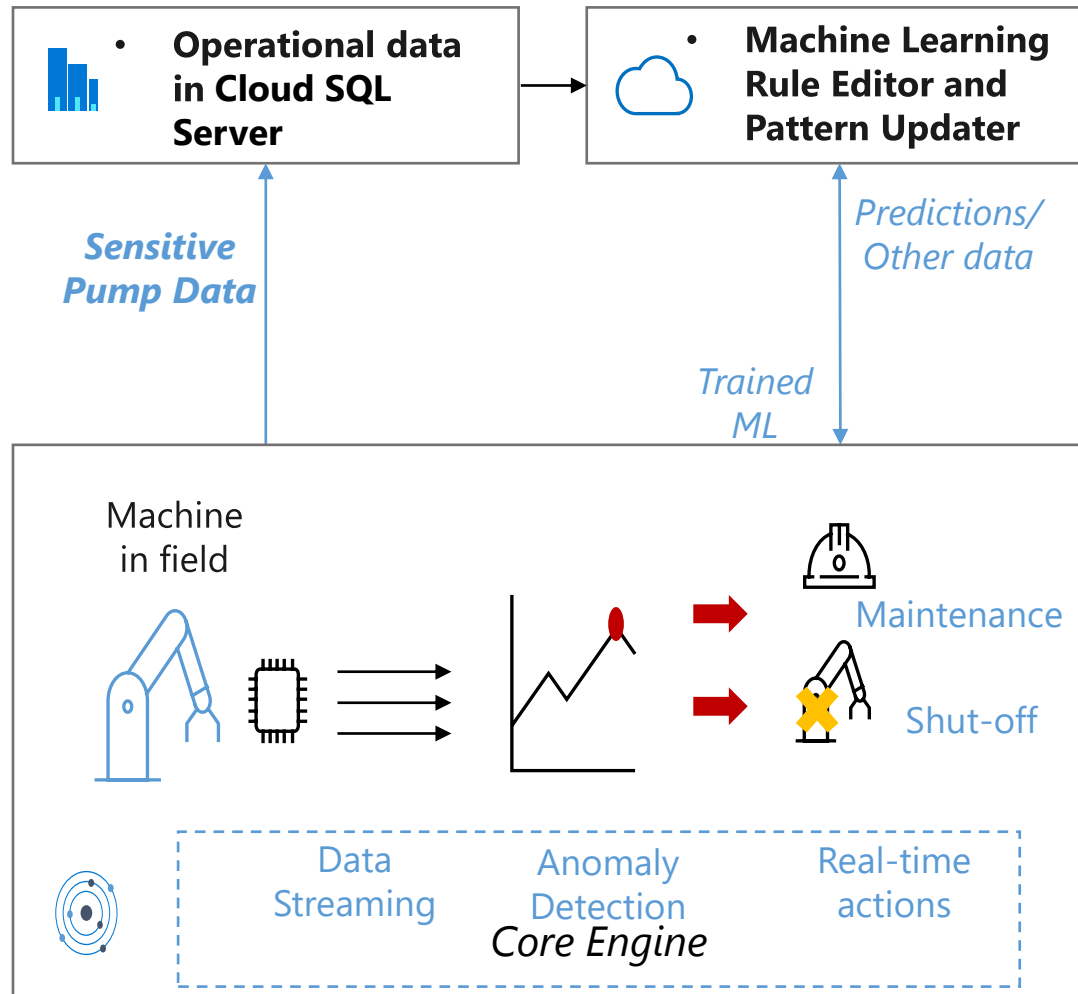 • Operational data
in Cloud SQL
Server
• Machine Learning
Rule Editor and
Pattern Updater
Sensitive
Pump Data
Predictions/
Other data
Trained
ML
Machine
in field
Maintenance
Shut-off
Data
Streaming
Anomaly
Detection
Real-time
actions
Core Engine